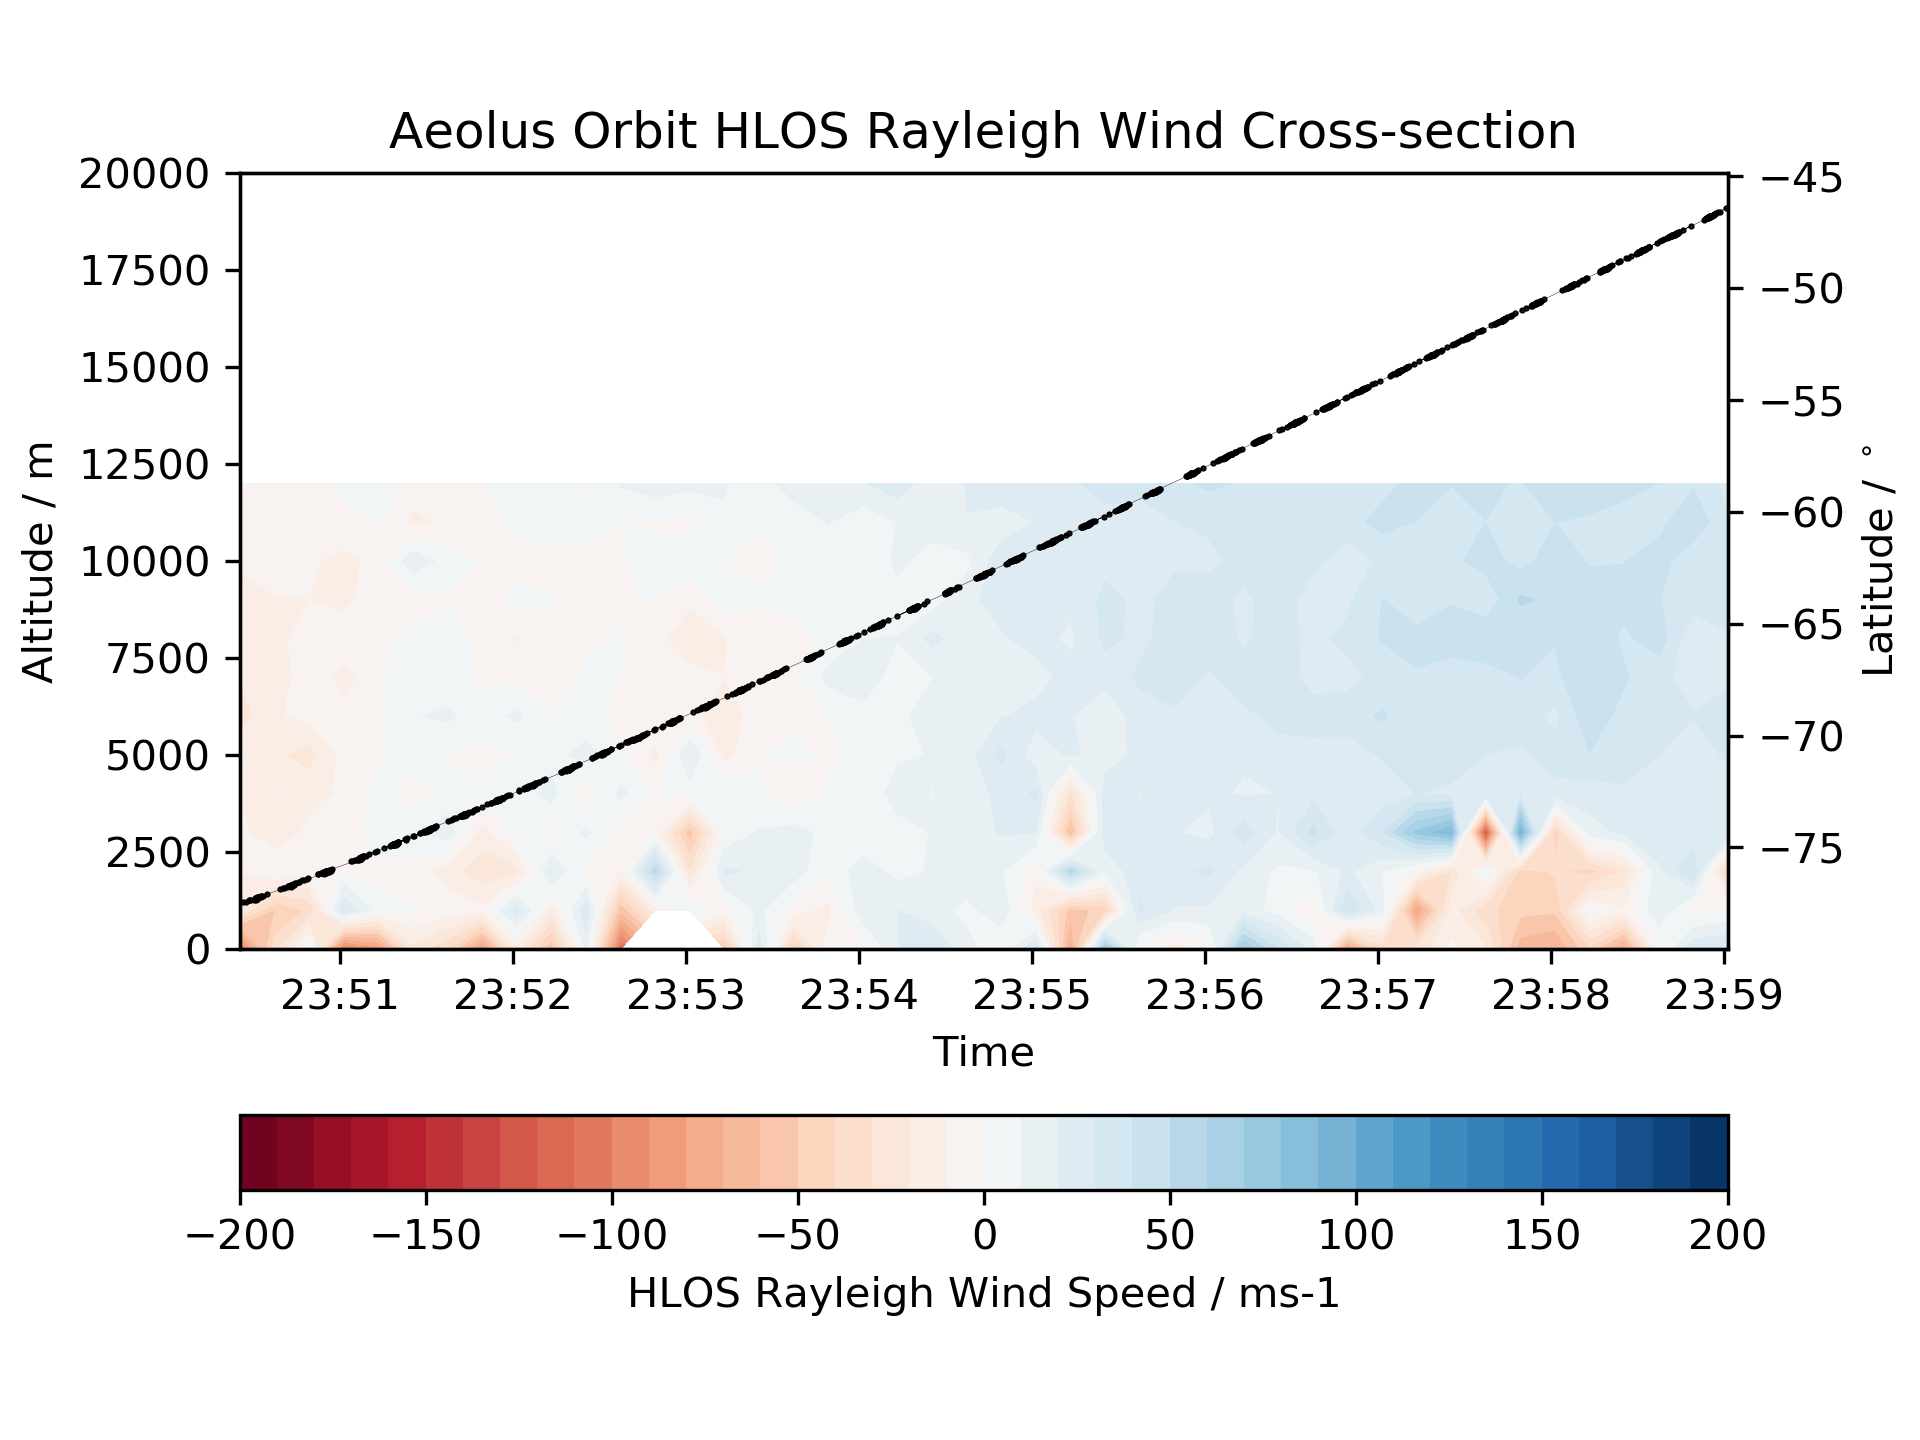 Aeolus Orbit HLOS Rayleigh Wind Cross-section
20000
17500
15000
12500
10000
7500
5000
2500
0
Altitude / m
−45
−50
−55
−60
−65
−70
−75
Latitude / °
23:51 23:52 23:53 23:54 23:55 23:56 23:57 23:58 23:59
Time
−200 −150 −100 −50 0 50 100 150 200
HLOS Rayleigh Wind Speed / ms-1